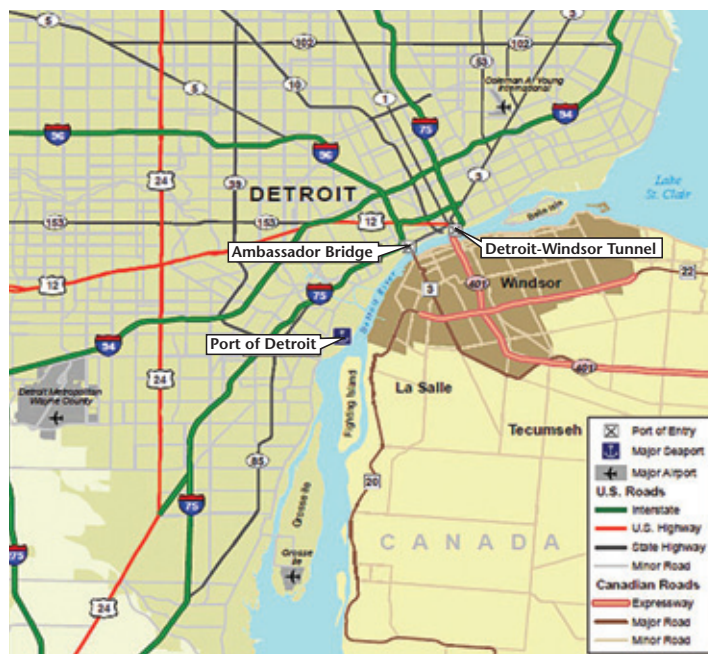 5
3
102
102
53
5
10
Coleman A. Young
International
1
75
94
96
96
3
Lake
St. Clair
24
39
DETROIT
Belle Isle
153
153
12
Ambassador Bridge
Detroit-Windsor Tunnel
12
75
Detroit River
3
401
Windsor
22
Port of Detroit
94
24
401
Detroit Metropolitan
Wayne County
La Salle
Fighting Island
Tecumseh
85
20
Grosse Ile
75
75
CANADA
Grosse
Ile
24
Port of Entry
Major Seaport
Major Airport
U.S. Roads
Interstate
U.S. Highway
State Highway
Minor Road
Canadian Roads
Expressway
Major Road
Minor Road